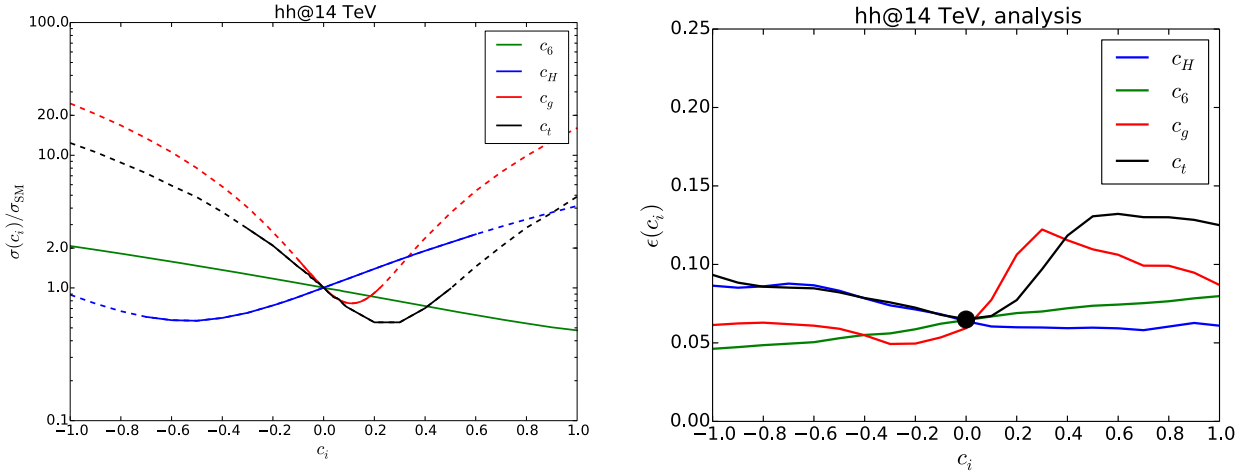 hh@14 TeV
100.0
10.0
2.0
1.0
0.1
σ(c_i)/σ_SM
c_6
c_H
c_g
c_t
−1.0 −0.8 −0.6 −0.4 −0.2 0.0 0.2 0.4 0.6 0.8 1.0
c_i
hh@14 TeV, analysis
0.25
0.20
0.15
0.10
0.05
0.00
ϵ(c_i)
c_H
c_6
c_g
c_t
−1.0 −0.8 −0.6 −0.4 −0.2 0.0 0.2 0.4 0.6 0.8 1.0
c_i